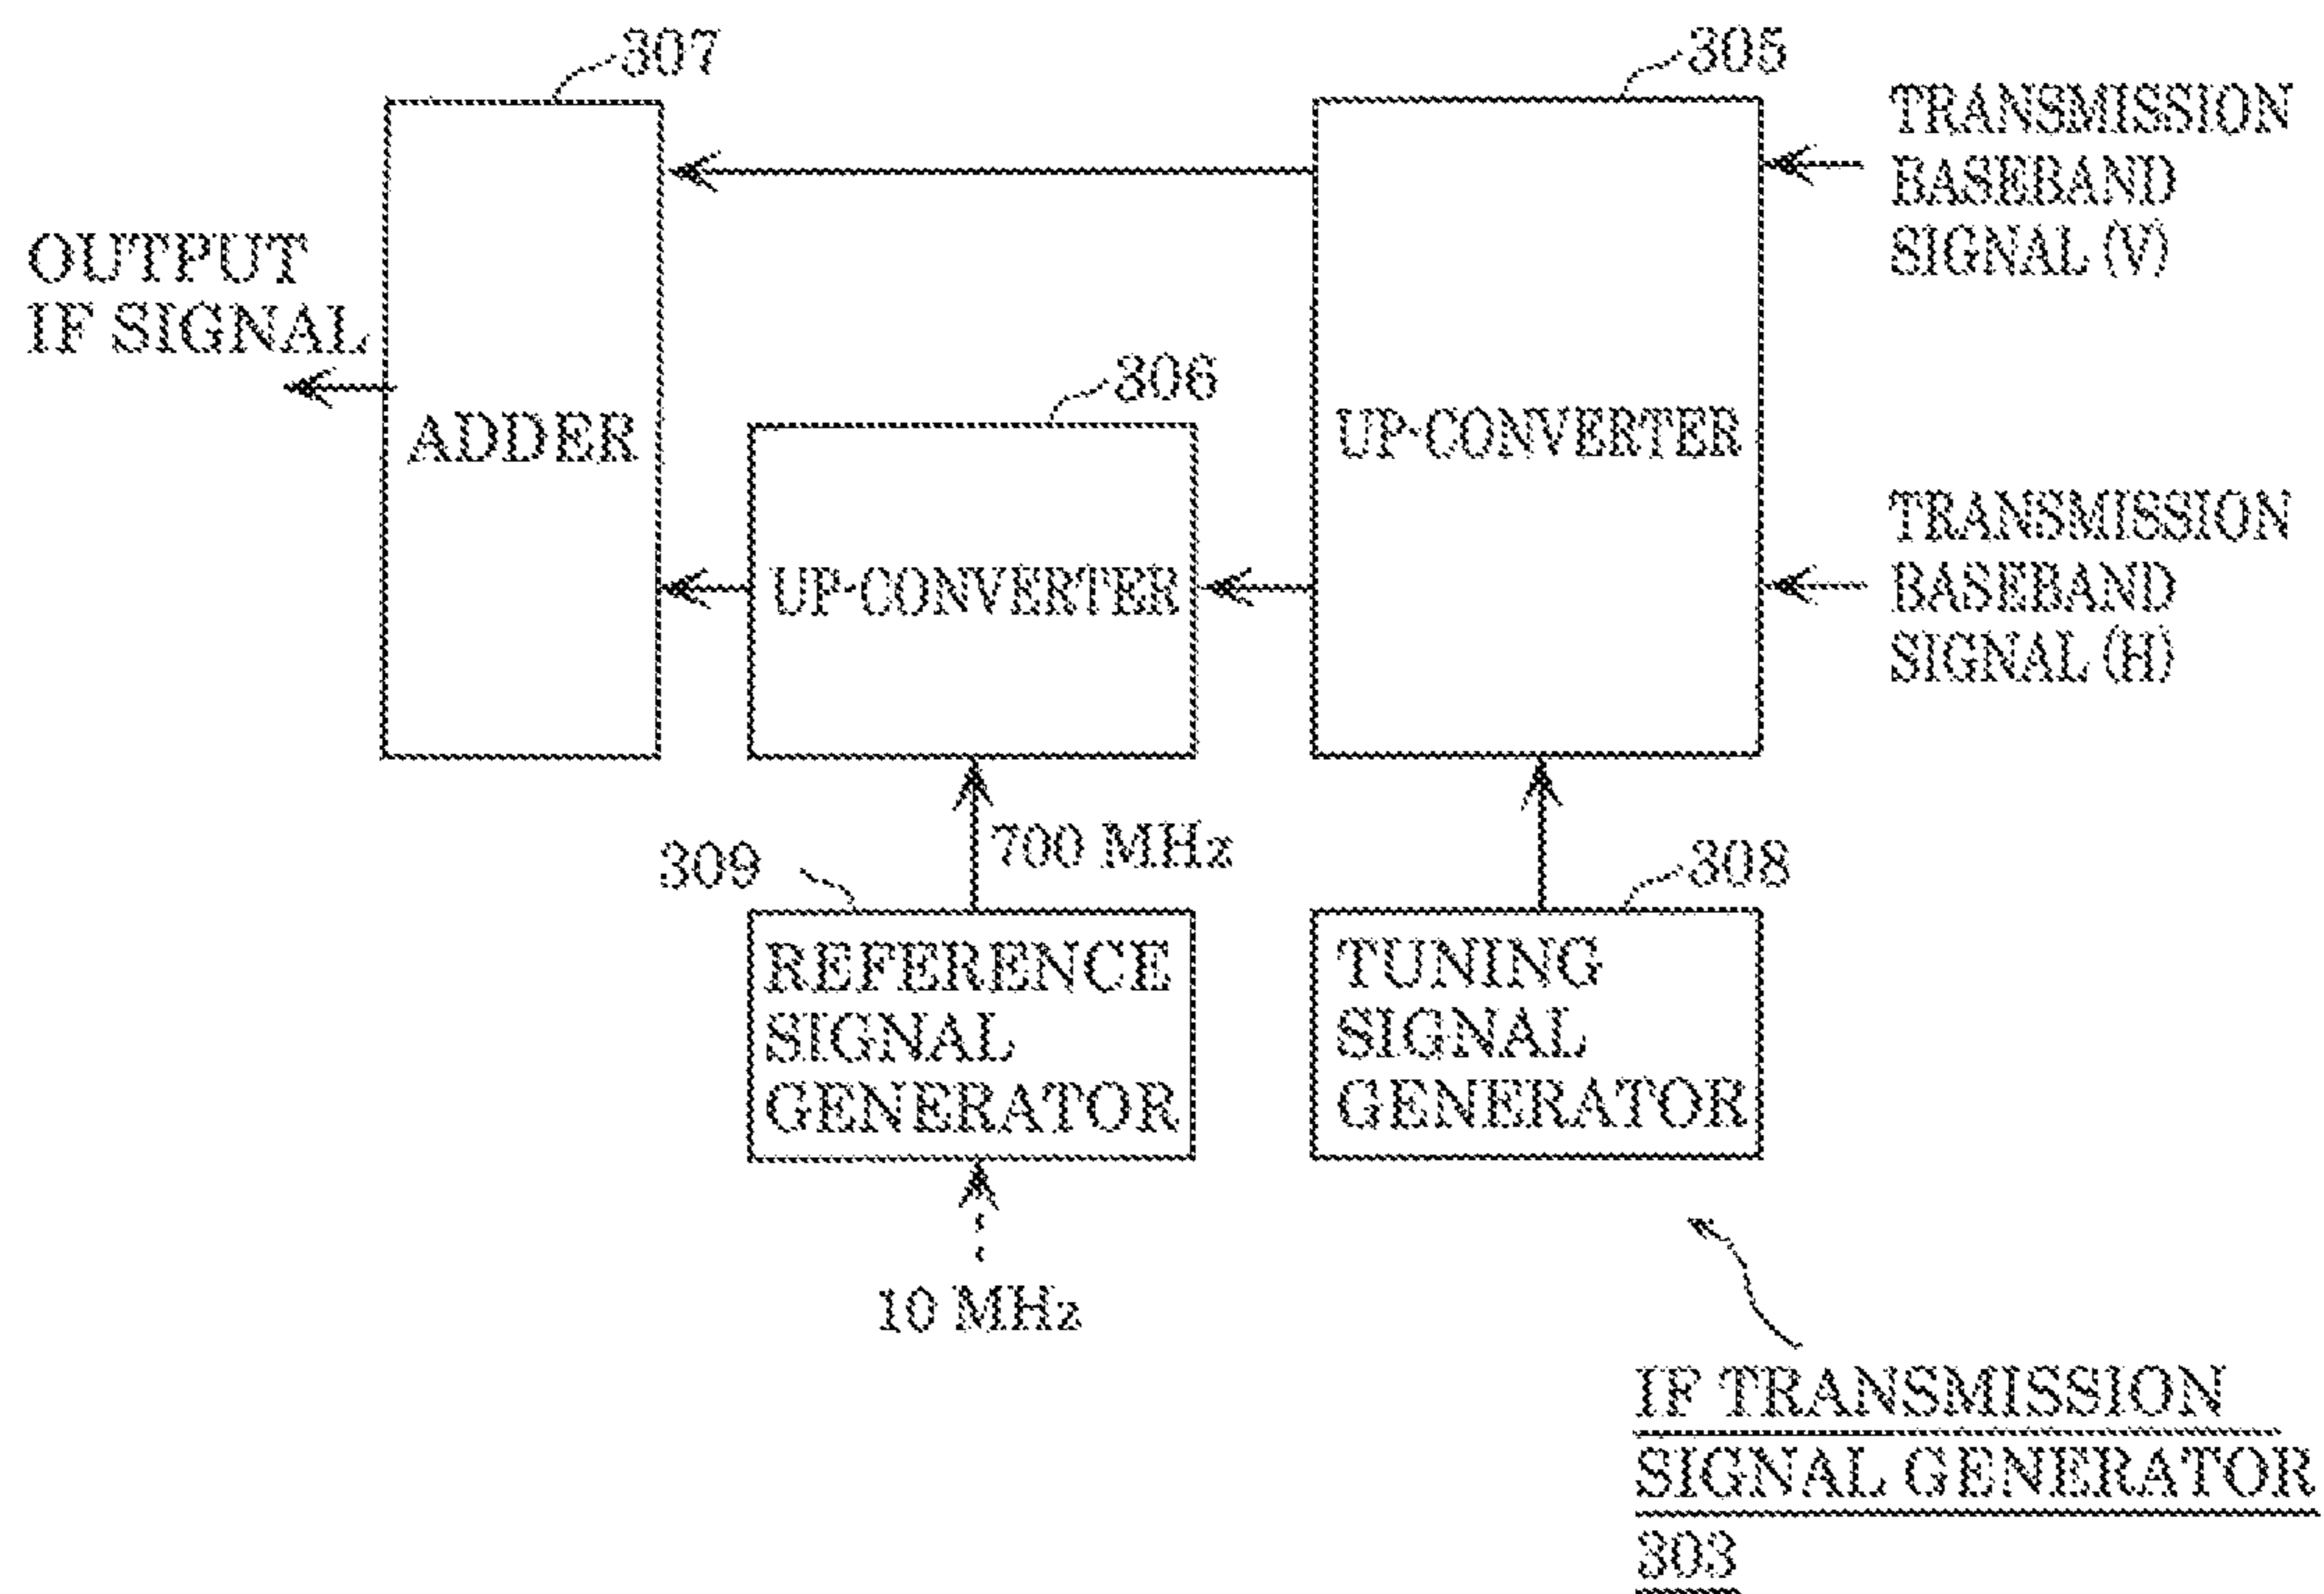 307
305
TRANSMISSION
BASEBAND
SIGNAL (V)
OUTPUT
IF SIGNAL
306
ADDER
UP-CONVERTER
TRANSMISSION
BASEBAND
SIGNAL (H)
UP-CONVERTER
700 MHz
309
308
REFERENCE
SIGNAL
GENERATOR
TUNING
SIGNAL
GENERATOR
10 MHz
IF TRANSMISSION
SIGNAL GENERATOR
303